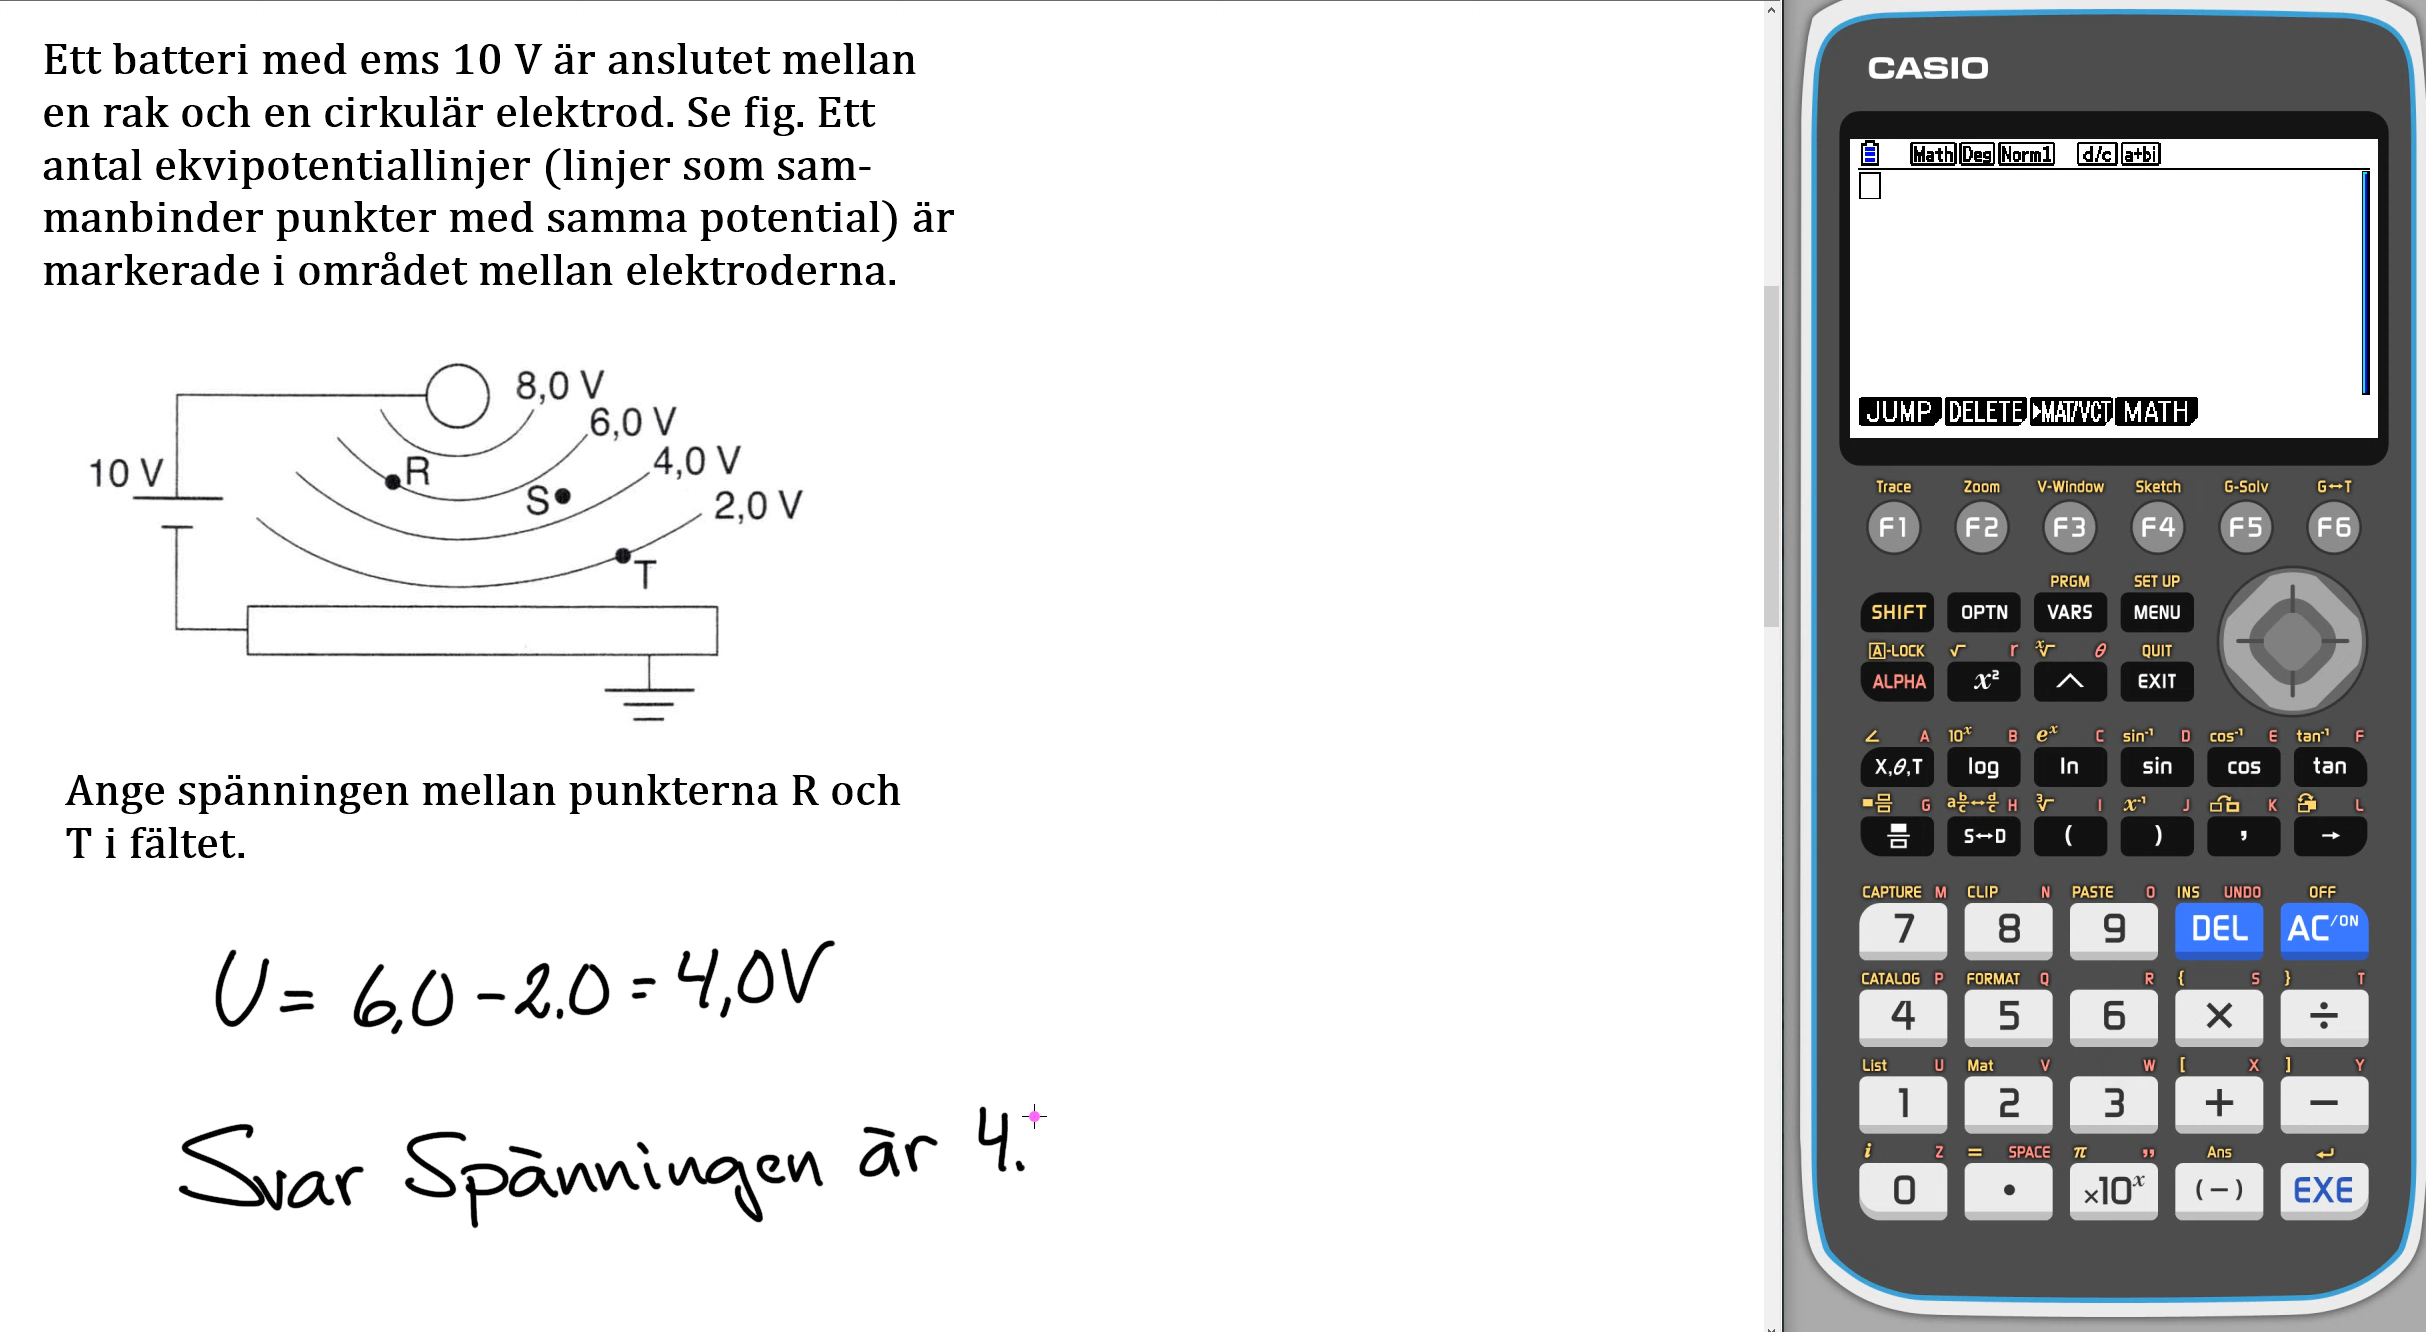 Ett batteri med ems 10 V är anslutet mellan
en rak och en cirkulär elektrod. Se fig. Ett
antal ekvipotentiallinjer (linjer som sam-
manbinder punkter med samma potential) är
markerade i området mellan elektroderna.
8,0 V
6,0 V
4,0 V
2,0 V
10 V
R
S
T
Ange spänningen mellan punkterna R och
T i fältet.
U = 6,0 - 2.0 = 4,0V
Svar Spänningen är 4.
CASIO
Math Deg Norm1 d/c a+bi
JUMP DELETE ▶MAT/VCT MATH
Trace Zoom V-Window Sketch G-Solv G↔T
F1 F2 F3 F4 F5 F6
PRGM SET UP
SHIFT OPTN VARS MENU
A-LOCK √ r ˣ√ θ QUIT
ALPHA x² ^ EXIT
∠ A 10ˣ B eˣ C sin⁻¹ D cos⁻¹ E tan⁻¹ F
X,θ,T log ln sin cos tan
G a b/c↔d/c H ³√ I x⁻¹ J K L
S↔D ( ) , →
CAPTURE M CLIP N PASTE O INS UNDO OFF
7 8 9 DEL AC/ON
CATALOG P FORMAT Q R { S } T
4 5 6 × ÷
List U Mat V W [ X ] Y
1 2 3 + −
i Z = SPACE π " Ans ↵
0 . ×10ˣ (−) EXE